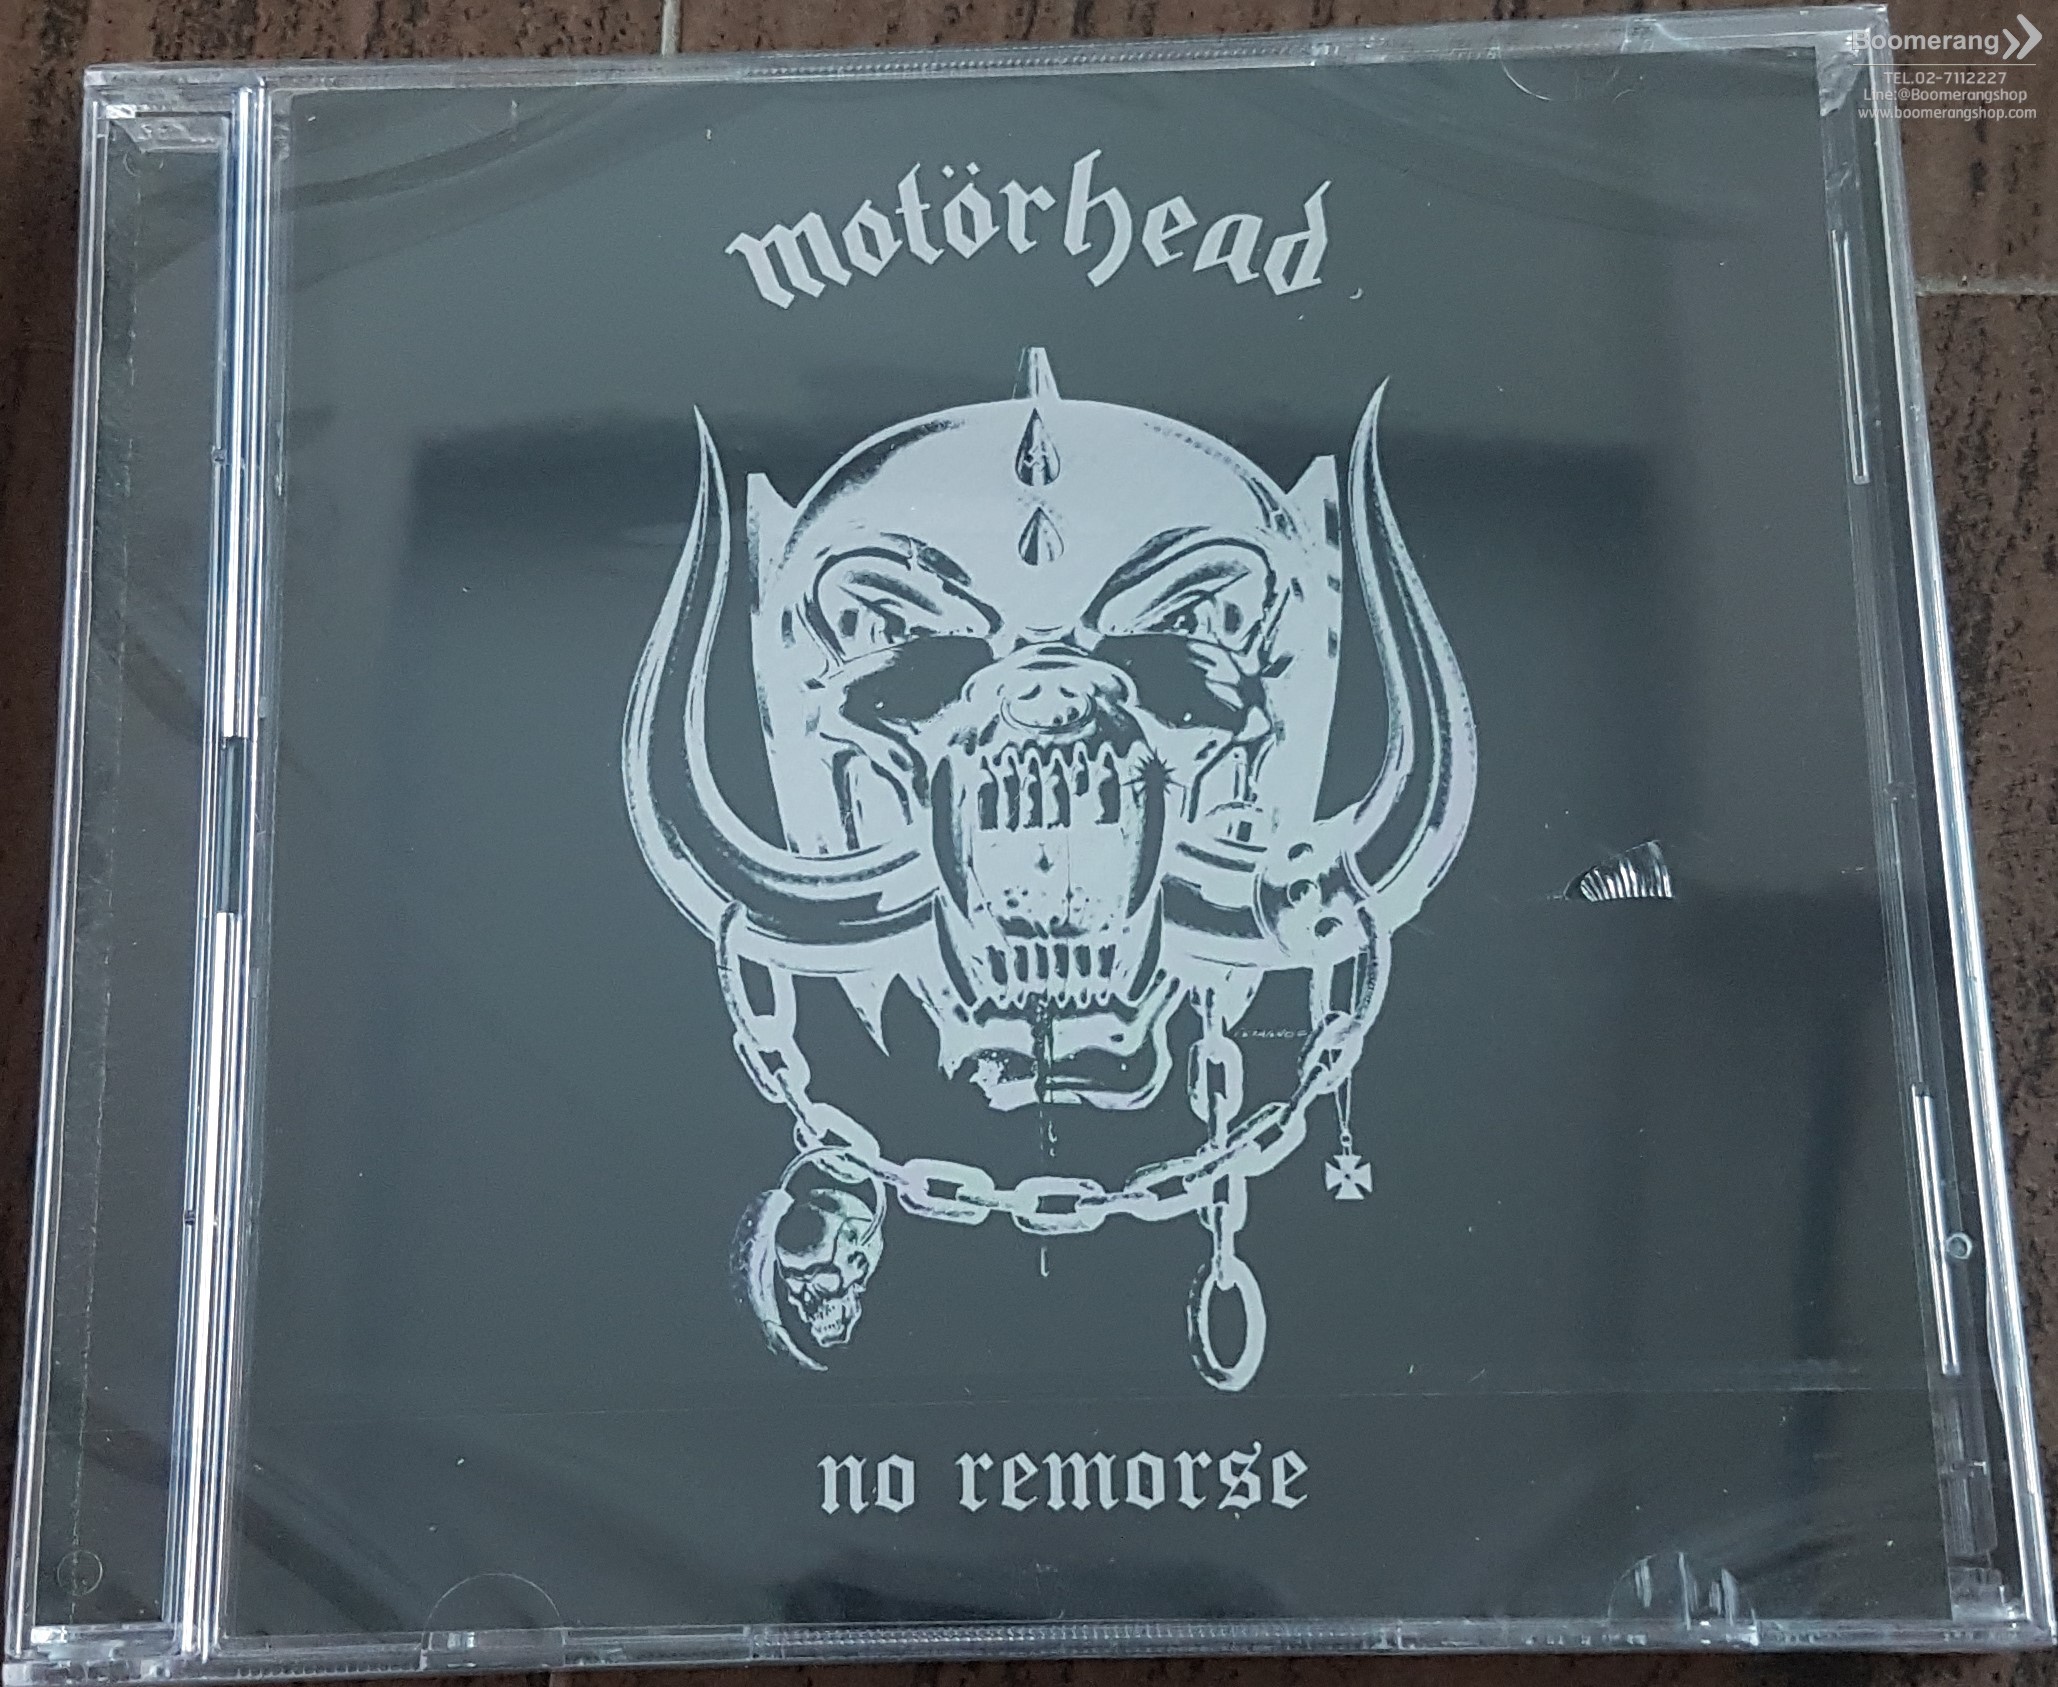 Boomerang
TEL.02-7112227
Line:@Boomerangshop
www.boomerangshop.com
motörhead
no remorse